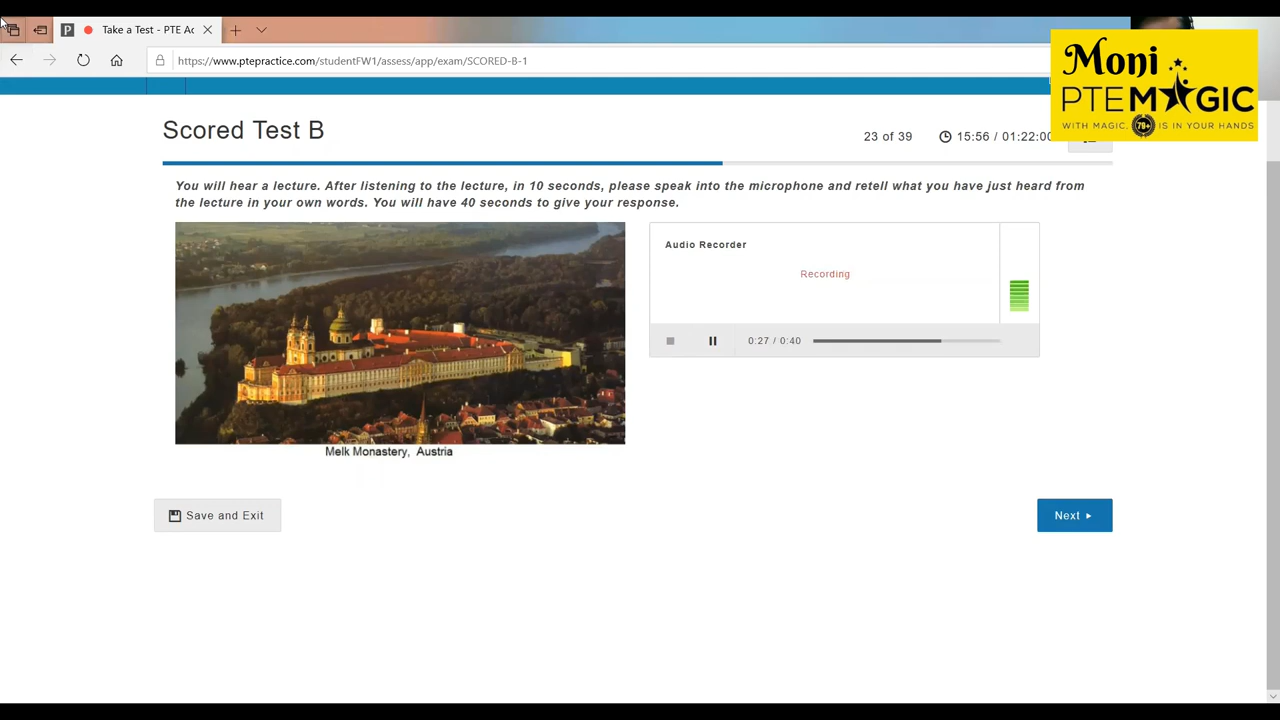 Take a Test - PTE Ac
https://www.ptepractice.com/studentFW1/assess/app/exam/SCORED-B-1
Moni
PTEMAGIC
WITH MAGIC, 79+ IS IN YOUR HANDS
Scored Test B
23 of 39
15:56 / 01:22:00
You will hear a lecture. After listening to the lecture, in 10 seconds, please speak into the microphone and retell what you have just heard from
the lecture in your own words. You will have 40 seconds to give your response.
Audio Recorder
Recording
0:27 / 0:40
Melk Monastery, Austria
Save and Exit
Next